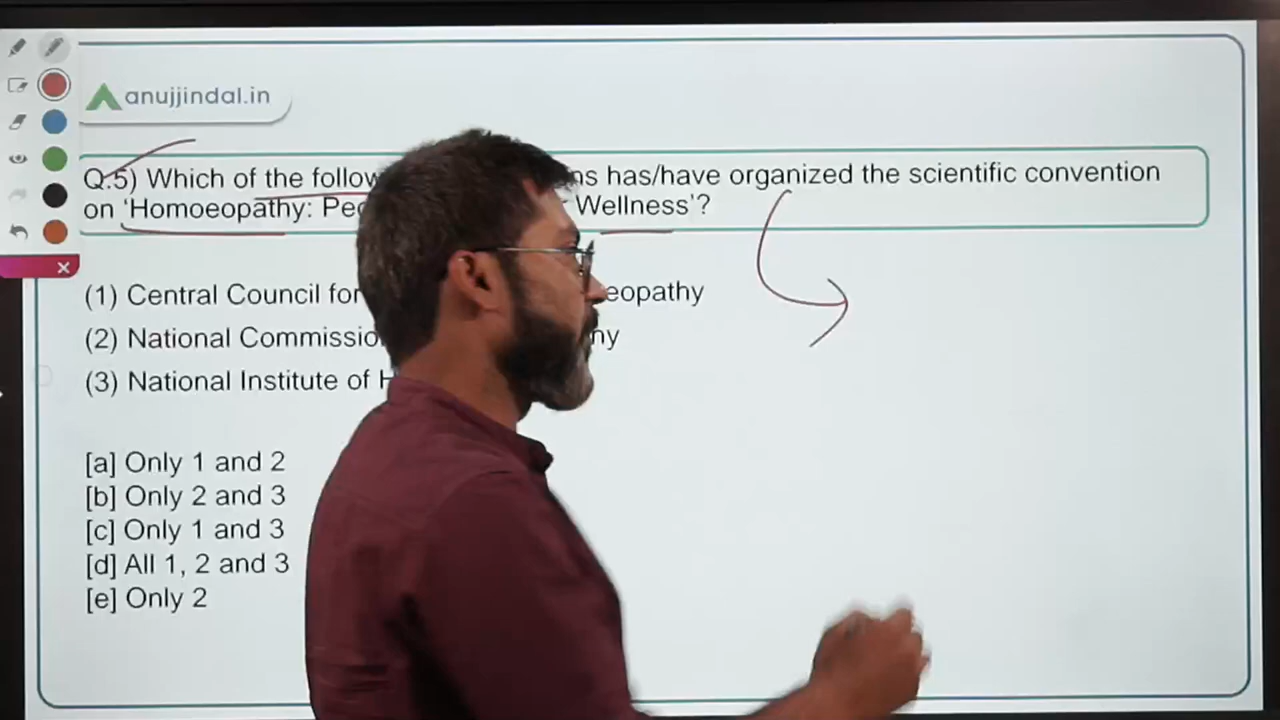 anujjindal.in
Q.5) Which of the follow ns has/have organized the scientific convention
on ‘Homoeopathy: Wellness’?
(1) Central Council for eopathy
(2) National Commissio ny
(3) National Institute of H
[a] Only 1 and 2
[b] Only 2 and 3
[c] Only 1 and 3
[d] All 1, 2 and 3
[e] Only 2